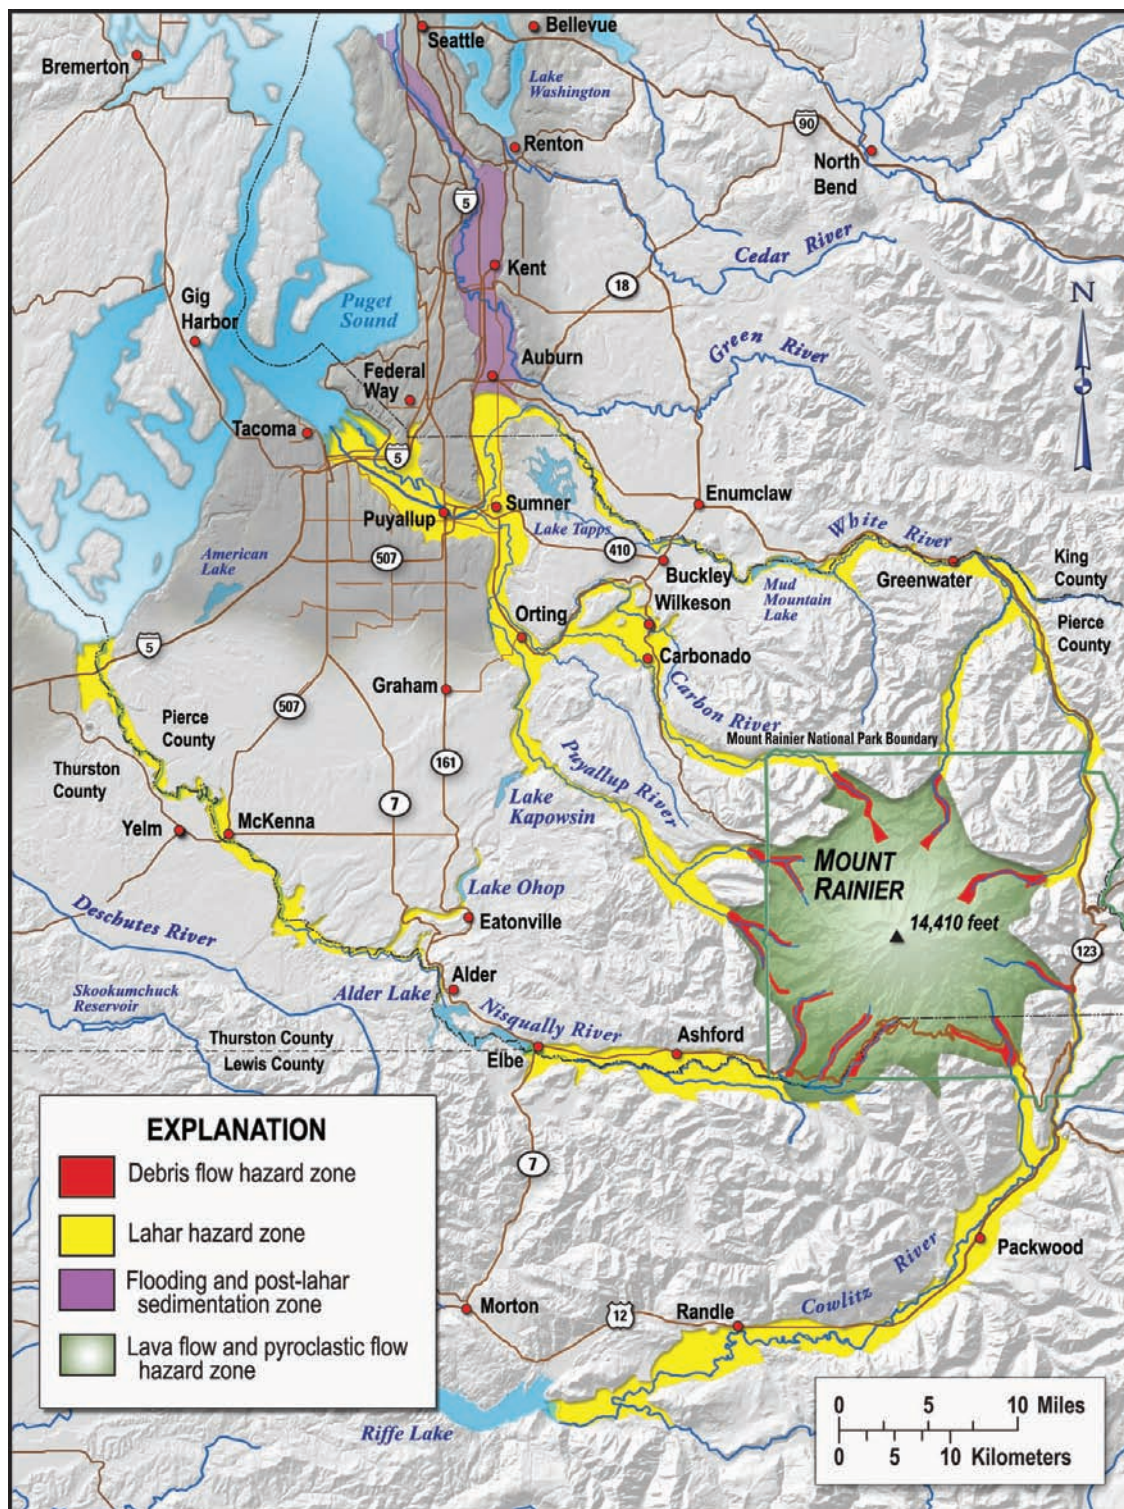 Seattle
Bellevue
Bremerton
Lake
Washington
90
Renton
North
Bend
5
Cedar River
Kent
18
Gig
Harbor
Puget
Sound
N
Green River
Auburn
Federal
Way
Tacoma
5
Enumclaw
Sumner
Puyallup
Lake Tapps
White River
410
507
American
Lake
Buckley
Mud
Mountain
Lake
Greenwater
King
County
Pierce
County
Wilkeson
Orting
5
Carbonado
Graham
Carbon River
507
Pierce
County
Mount Rainier National Park Boundary
Puyallup River
161
Thurston
County
7
Lake
Kapowsin
Yelm
McKenna
MOUNT
RAINIER
Lake Ohop
Eatonville
14,410 feet
Deschutes River
123
Alder
Alder Lake
Skookumchuck
Reservoir
Nisqually River
Ashford
Thurston County
Lewis County
Elbe
EXPLANATION
Debris flow hazard zone
Lahar hazard zone
Flooding and post-lahar
sedimentation zone
Lava flow and pyroclastic flow
hazard zone
7
Packwood
Cowlitz River
Morton
12
Randle
Riffe Lake
0 5 10 Miles
0 5 10 Kilometers